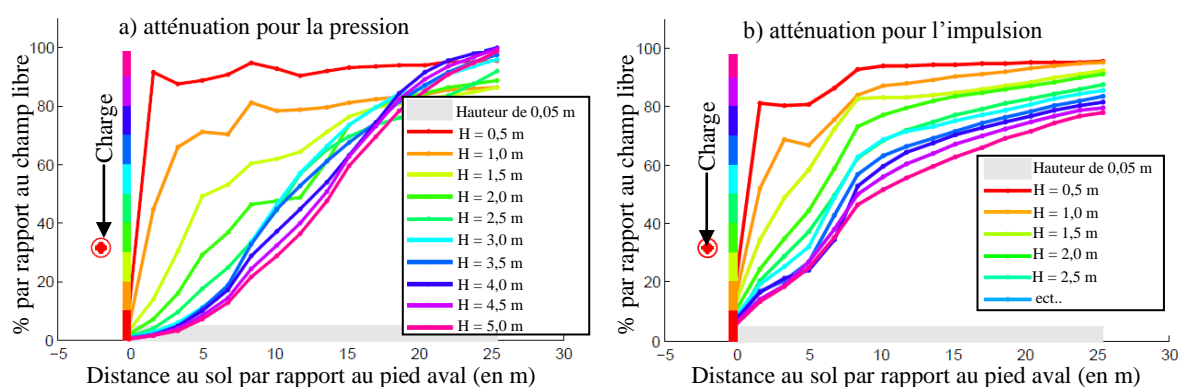 a) atténuation pour la pression
% par rapport au champ libre
100
80
60
40
20
0
−5
0
5
10
15
20
25
30
Charge
Hauteur de 0,05 m
H = 0,5 m
H = 1,0 m
H = 1,5 m
H = 2,0 m
H = 2,5 m
H = 3,0 m
H = 3,5 m
H = 4,0 m
H = 4,5 m
H = 5,0 m
Distance au sol par rapport au pied aval (en m)
b) atténuation pour l’impulsion
% par rapport au champ libre
100
80
60
40
20
0
−5
0
5
10
15
20
25
30
Charge
Hauteur de 0,05 m
H = 0,5 m
H = 1,0 m
H = 1,5 m
H = 2,0 m
H = 2,5 m
ect..
Distance au sol par rapport au pied aval (en m)